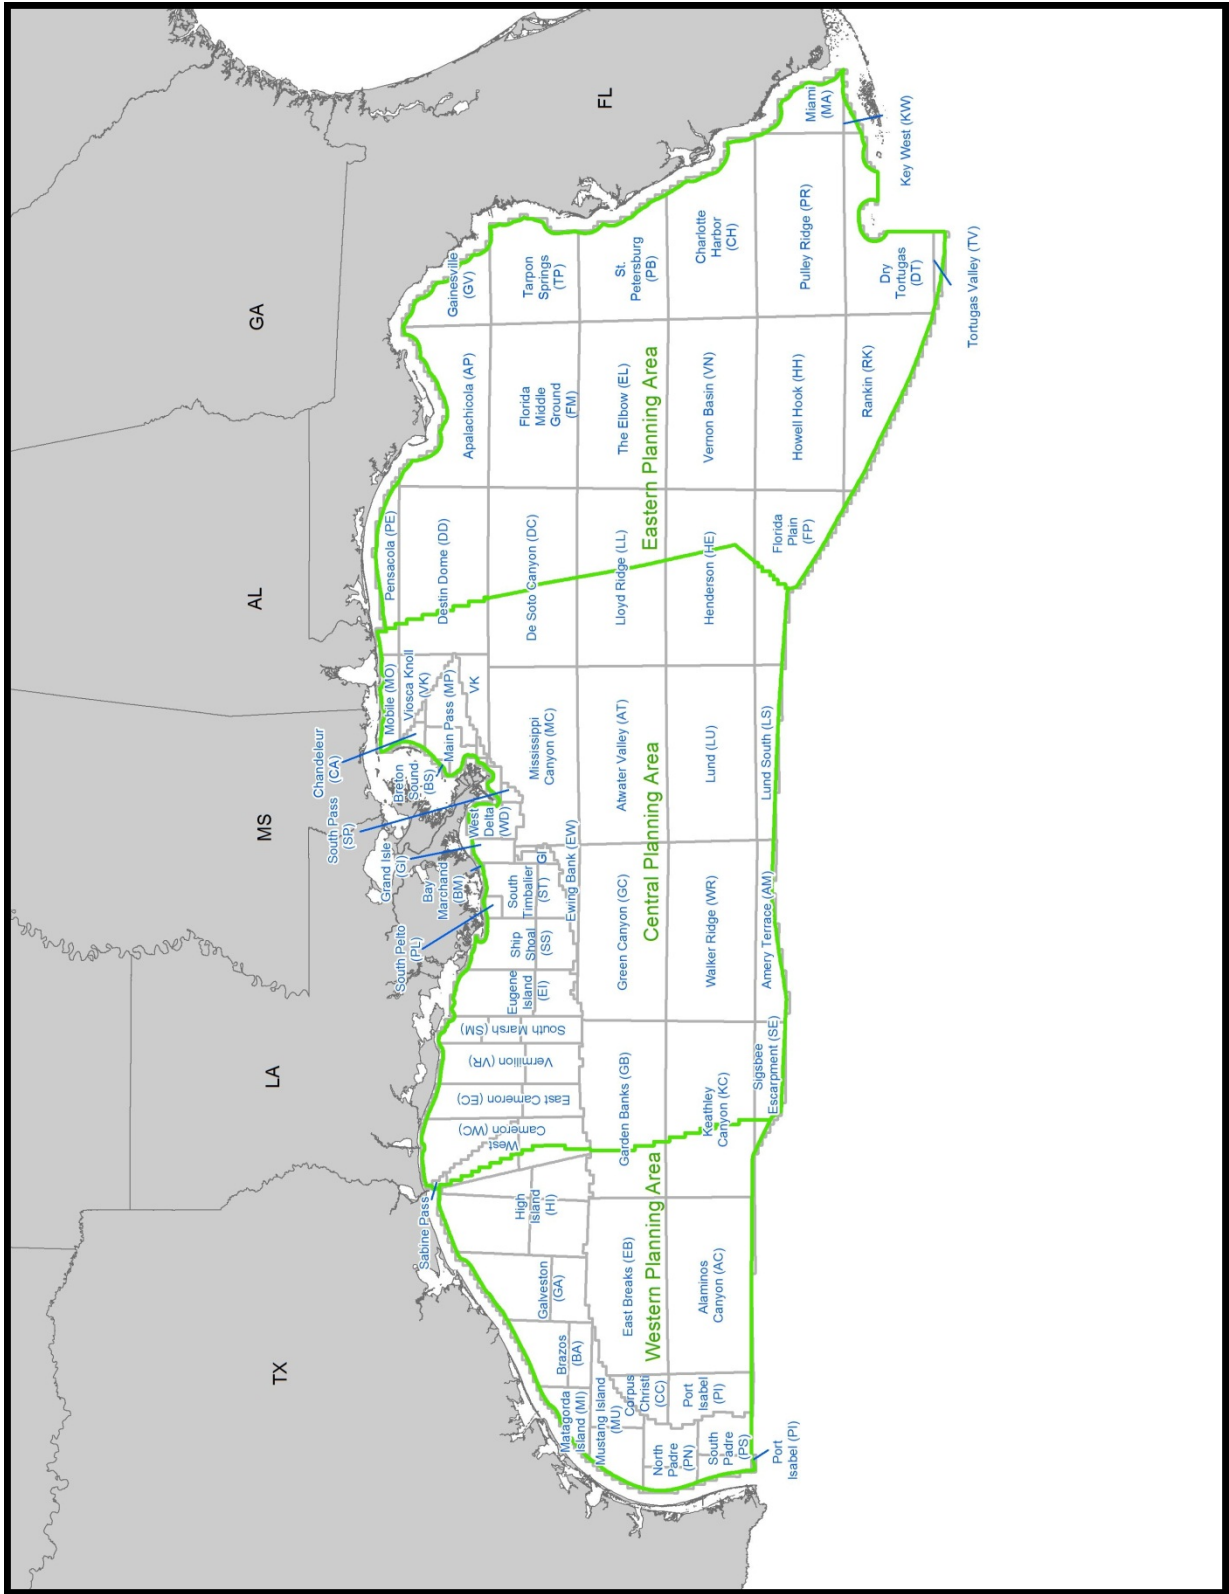 TX
LA
MS
AL
GA
FL
Chandeleur
(CA)
South Pass
(SP)
Grand Isle
(GI)
Bay
Marchand
(BM)
South Pelto
(PL)
Breton
Sound
(BS)
Mobile (MO)
Viosca Knoll
(VK)
Main Pass (MP)
VK
West
Delta
(WD)
Pensacola (PE)
Destin Dome (DD)
Apalachicola (AP)
Gainesville
(GV)
Sabine Pass
High
Island
(HI)
West
Cameron (WC)
East Cameron (EC)
Vermilion (VR)
South Marsh (SM)
Eugene
Island
(EI)
Ship
Shoal
(SS)
South
Timbalier
(ST)
GI
Ewing Bank (EW)
Mississippi
Canyon (MC)
De Soto Canyon (DC)
Florida
Middle
Ground
(FM)
Tarpon
Springs
(TP)
Galveston
(GA)
Brazos
(BA)
Matagorda
Island (MI)
Mustang Island
(MU)
Corpus
Christi
(CC)
East Breaks (EB)
Garden Banks (GB)
Green Canyon (GC)
Atwater Valley (AT)
Lloyd Ridge (LL)
The Elbow (EL)
St.
Petersburg
(PB)
Western Planning Area
Central Planning Area
Eastern Planning Area
North
Padre
(PN)
Port
Isabel
(PI)
Alaminos
Canyon (AC)
Keathley
Canyon (KC)
Walker Ridge (WR)
Lund (LU)
Henderson (HE)
Vernon Basin (VN)
Charlotte
Harbor
(CH)
South
Padre
(PS)
Port
Isabel (PI)
Sigsbee
Escarpment (SE)
Amery Terrace (AM)
Lund South (LS)
Florida
Plain
(FP)
Howell Hook (HH)
Pulley Ridge (PR)
Miami
(MA)
Rankin (RK)
Dry
Tortugas
(DT)
Key West (KW)
Tortugas Valley (TV)